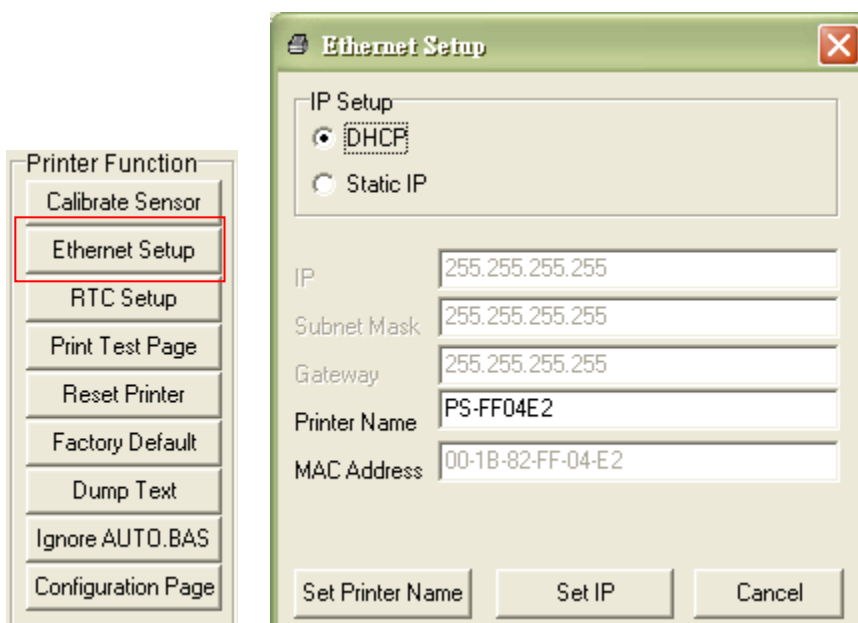 Printer Function
Calibrate Sensor
Ethernet Setup
RTC Setup
Print Test Page
Reset Printer
Factory Default
Dump Text
Ignore AUTO.BAS
Configuration Page
Ethernet Setup
IP Setup
DHCP
Static IP
IP 255.255.255.255
Subnet Mask 255.255.255.255
Gateway 255.255.255.255
Printer Name PS-FF04E2
MAC Address 00-1B-82-FF-04-E2
Set Printer Name Set IP Cancel